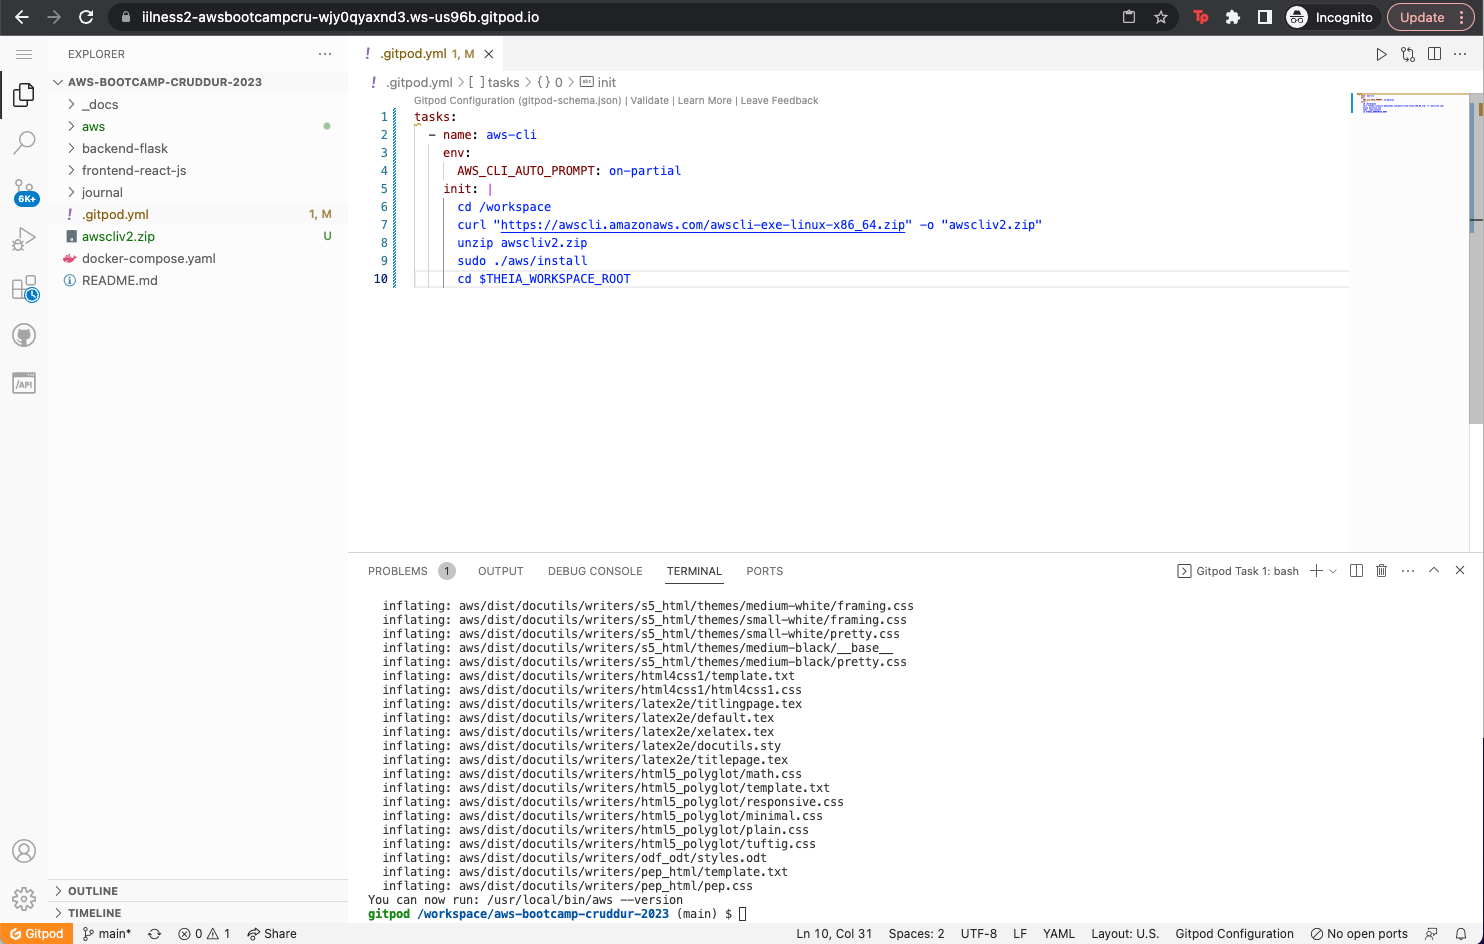 iilness2-awsbootcampcru-wjy0qyaxnd3.ws-us96b.gitpod.io
Tp
Incognito
Update
EXPLORER
AWS-BOOTCAMP-CRUDDUR-2023
_docs
aws
backend-flask
frontend-react-js
journal
! .gitpod.yml 1, M
awscliv2.zip U
docker-compose.yaml
README.md
6K+
/API
OUTLINE
TIMELINE
! .gitpod.yml 1, M
! .gitpod.yml > [ ] tasks > { } 0 > abc init
Gitpod Configuration (gitpod-schema.json) | Validate | Learn More | Leave Feedback
1 tasks:
2 - name: aws-cli
3 env:
4 AWS_CLI_AUTO_PROMPT: on-partial
5 init: |
6 cd /workspace
7 curl "https://awscli.amazonaws.com/awscli-exe-linux-x86_64.zip" -o "awscliv2.zip"
8 unzip awscliv2.zip
9 sudo ./aws/install
10 cd $THEIA_WORKSPACE_ROOT
PROBLEMS 1 OUTPUT DEBUG CONSOLE TERMINAL PORTS
Gitpod Task 1: bash
inflating: aws/dist/docutils/writers/s5_html/themes/medium-white/framing.css
inflating: aws/dist/docutils/writers/s5_html/themes/small-white/framing.css
inflating: aws/dist/docutils/writers/s5_html/themes/small-white/pretty.css
inflating: aws/dist/docutils/writers/s5_html/themes/medium-black/__base__
inflating: aws/dist/docutils/writers/s5_html/themes/medium-black/pretty.css
inflating: aws/dist/docutils/writers/html4css1/template.txt
inflating: aws/dist/docutils/writers/html4css1/html4css1.css
inflating: aws/dist/docutils/writers/latex2e/titlingpage.tex
inflating: aws/dist/docutils/writers/latex2e/default.tex
inflating: aws/dist/docutils/writers/latex2e/xelatex.tex
inflating: aws/dist/docutils/writers/latex2e/docutils.sty
inflating: aws/dist/docutils/writers/latex2e/titlepage.tex
inflating: aws/dist/docutils/writers/html5_polyglot/math.css
inflating: aws/dist/docutils/writers/html5_polyglot/template.txt
inflating: aws/dist/docutils/writers/html5_polyglot/responsive.css
inflating: aws/dist/docutils/writers/html5_polyglot/minimal.css
inflating: aws/dist/docutils/writers/html5_polyglot/plain.css
inflating: aws/dist/docutils/writers/html5_polyglot/tuftig.css
inflating: aws/dist/docutils/writers/odf_odt/styles.odt
inflating: aws/dist/docutils/writers/pep_html/template.txt
inflating: aws/dist/docutils/writers/pep_html/pep.css
You can now run: /usr/local/bin/aws --version
gitpod /workspace/aws-bootcamp-cruddur-2023 (main) $
Gitpod main* 0 1 Share Ln 10, Col 31 Spaces: 2 UTF-8 LF YAML Layout: U.S. Gitpod Configuration No open ports